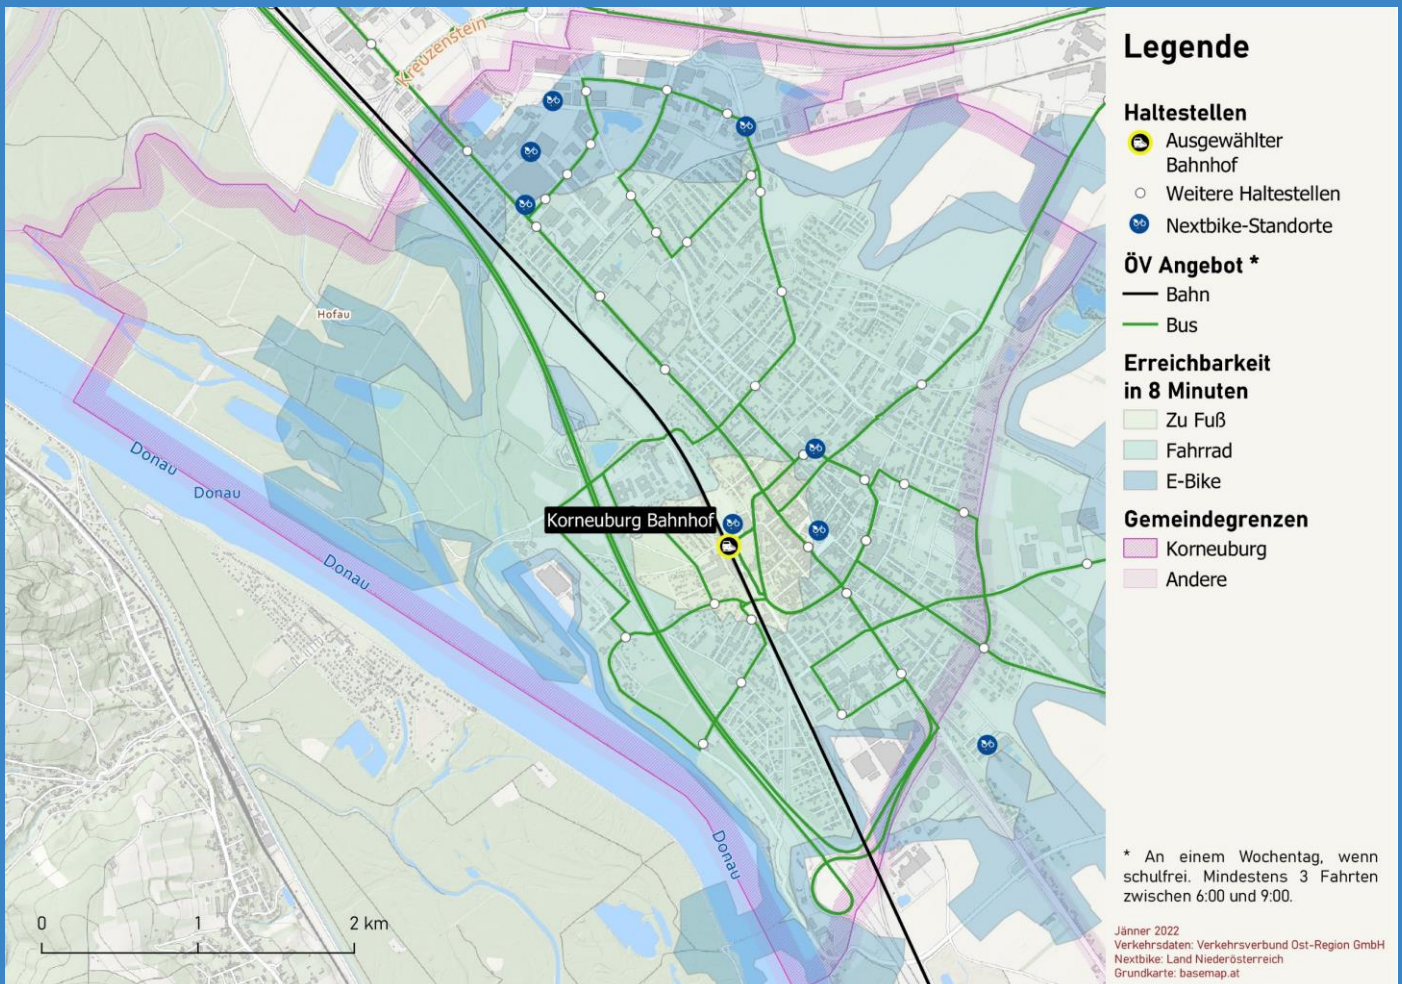 Kreuzenstein
Hofau
Donau
Donau
Donau
Donau
Korneuburg Bahnhof
0 1 2 km
Legende
Haltestellen
Ausgewählter
Bahnhof
Weitere Haltestellen
Nextbike-Standorte
ÖV Angebot *
Bahn
Bus
Erreichbarkeit
in 8 Minuten
Zu Fuß
Fahrrad
E-Bike
Gemeindegrenzen
Korneuburg
Andere
* An einem Wochentag, wenn
schulfrei. Mindestens 3 Fahrten
zwischen 6:00 und 9:00.
Jänner 2022
Verkehrsdaten: Verkehrsverbund Ost-Region GmbH
Nextbike: Land Niederösterreich
Grundkarte: basemap.at